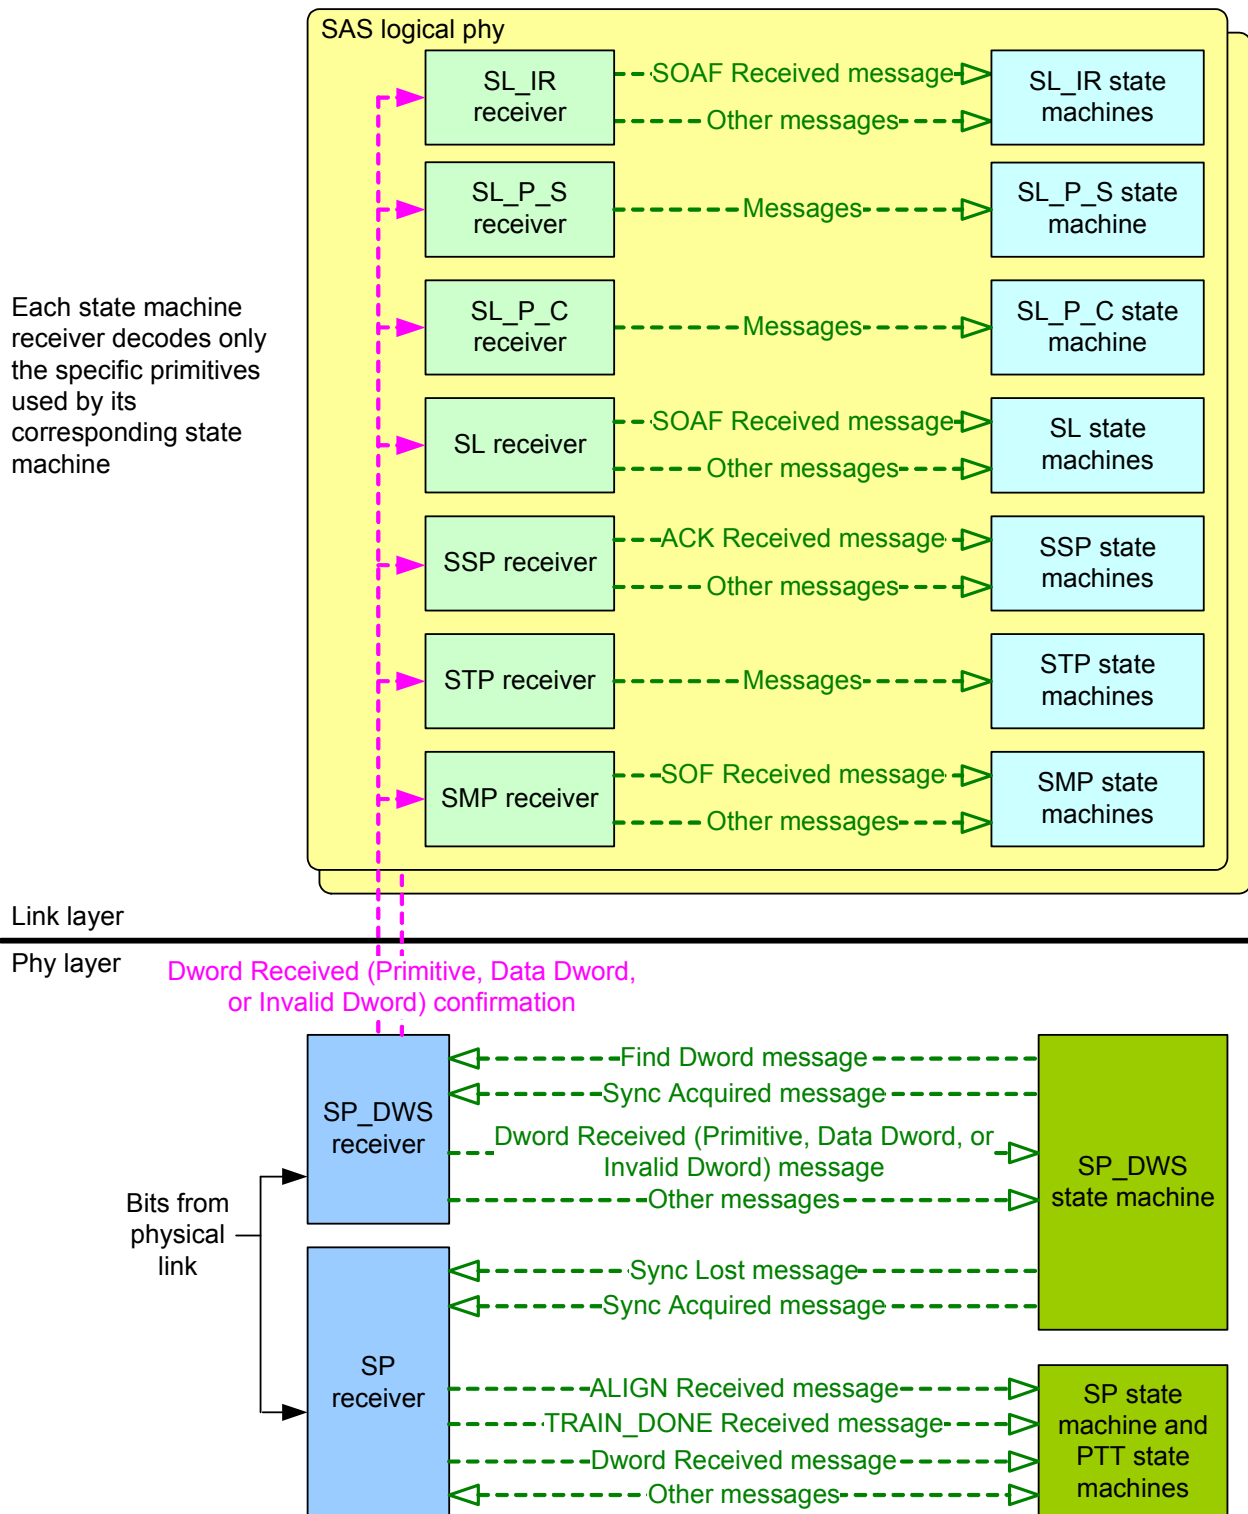 SAS logical phy
SL_IR
receiver
SOAF Received message
Other messages
SL_IR state
machines
SL_P_S
receiver
Messages
SL_P_S state
machine
Each state machine
receiver decodes only
the specific primitives
used by its
corresponding state
machine
SL_P_C
receiver
Messages
SL_P_C state
machine
SL receiver
SOAF Received message
Other messages
SL state
machines
SSP receiver
ACK Received message
Other messages
SSP state
machines
STP receiver
Messages
STP state
machines
SMP receiver
SOF Received message
Other messages
SMP state
machines
Link layer
Phy layer
Dword Received (Primitive, Data Dword,
or Invalid Dword) confirmation
SP_DWS
receiver
Find Dword message
Sync Acquired message
Dword Received (Primitive, Data Dword, or
Invalid Dword) message
Other messages
SP_DWS
state machine
Bits from
physical
link
Sync Lost message
Sync Acquired message
SP
receiver
ALIGN Received message
TRAIN_DONE Received message
Dword Received message
Other messages
SP state
machine and
PTT state
machines